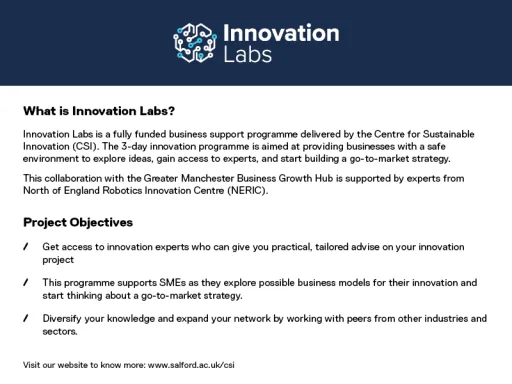 Innovation
Labs
What is Innovation Labs?
Innovation Labs is a fully funded business support programme delivered by the Centre for Sustainable
Innovation (CSI). The 3-day innovation programme is aimed at providing businesses with a safe
environment to explore ideas, gain access to experts, and start building a go-to-market strategy.
This collaboration with the Greater Manchester Business Growth Hub is supported by experts from
North of England Robotics Innovation Centre (NERIC).
Project Objectives
Get access to innovation experts who can give you practical, tailored advise on your innovation
project
This programme supports SMEs as they explore possible business models for their innovation and
start thinking about a go-to-market strategy.
Diversify your knowledge and expand your network by working with peers from other industries and
sectors.
Visit our website to know more: www.salford.ac.uk/csi